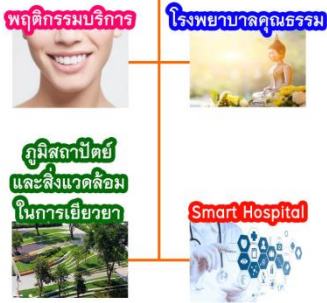 พฤติกรรมบริการ
โรงพยาบาลคุณธรรม
ภูมิสถาปัตย์
และสิ่งแวดล้อม
ในการเยียวยา
Smart Hospital